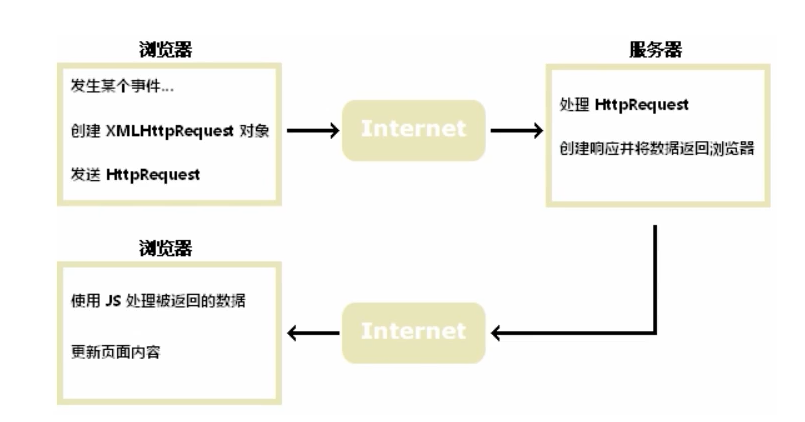 浏览器
发生某个事件...
创建 XMLHttpRequest 对象
发送 HttpRequest
Internet
服务器
处理 HttpRequest
创建响应并将数据返回浏览器
浏览器
使用 JS 处理被返回的数据
更新页面内容
Internet